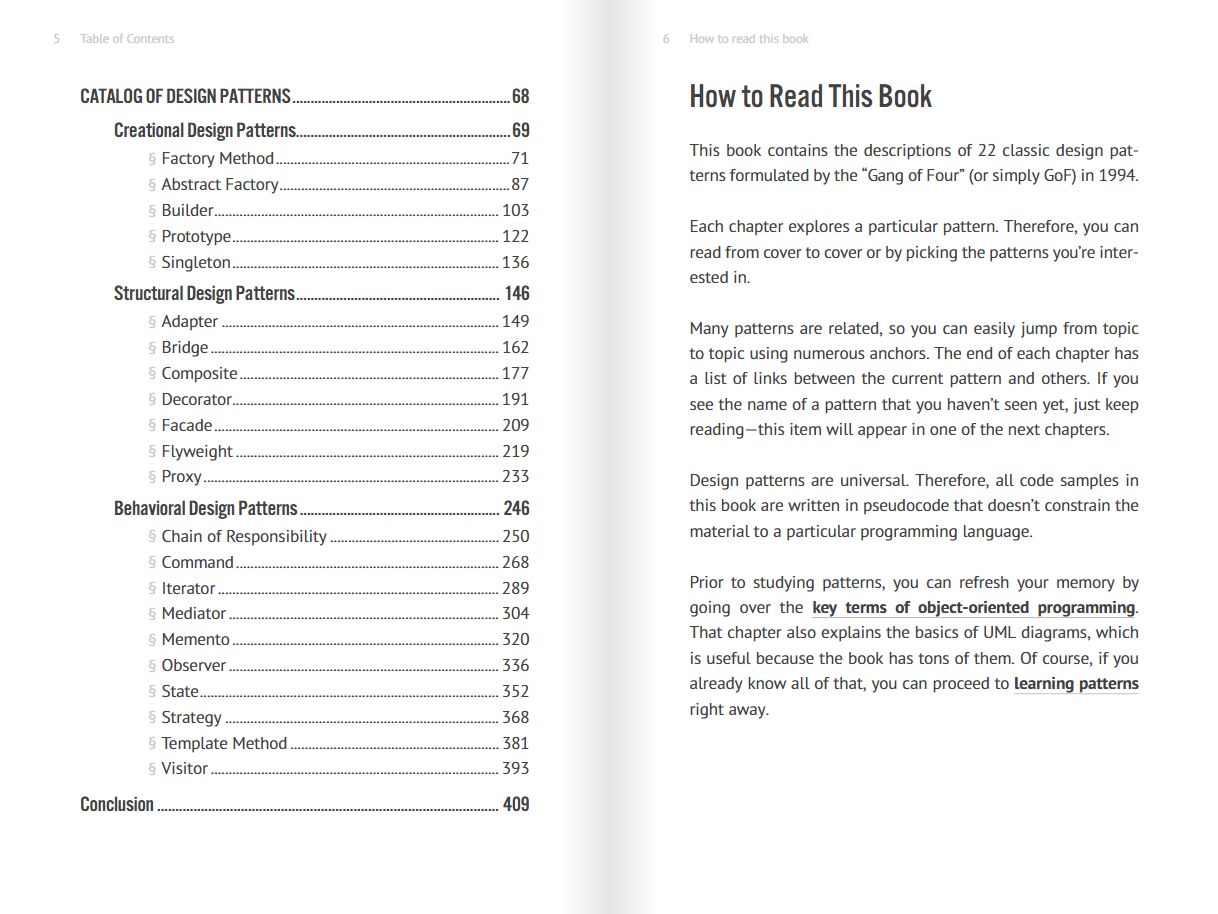 5 Table of Contents
CATALOG OF DESIGN PATTERNS........................................................................68
Creational Design Patterns.......................................................................69
§ Factory Method..............................................................................71
§ Abstract Factory.............................................................................87
§ Builder.............................................................................................. 103
§ Prototype......................................................................................... 122
§ Singleton......................................................................................... 136
Structural Design Patterns.................................................................... 146
§ Adapter ............................................................................................ 149
§ Bridge................................................................................................ 162
§ Composite....................................................................................... 177
§ Decorator......................................................................................... 191
§ Facade............................................................................................... 209
§ Flyweight ........................................................................................ 219
§ Proxy.................................................................................................. 233
Behavioral Design Patterns .................................................................. 246
§ Chain of Responsibility ........................................................ 250
§ Command ........................................................................................ 268
§ Iterator .............................................................................................. 289
§ Mediator ........................................................................................... 304
§ Memento ......................................................................................... 320
§ Observer ........................................................................................... 336
§ State................................................................................................... 352
§ Strategy ............................................................................................ 368
§ Template Method ..................................................................... 381
§ Visitor ................................................................................................ 393
Conclusion ................................................................................................................. 409
6 How to read this book
How to Read This Book
This book contains the descriptions of 22 classic design pat-
terns formulated by the “Gang of Four” (or simply GoF) in 1994.
Each chapter explores a particular pattern. Therefore, you can
read from cover to cover or by picking the patterns you’re inter-
ested in.
Many patterns are related, so you can easily jump from topic
to topic using numerous anchors. The end of each chapter has
a list of links between the current pattern and others. If you
see the name of a pattern that you haven’t seen yet, just keep
reading—this item will appear in one of the next chapters.
Design patterns are universal. Therefore, all code samples in
this book are written in pseudocode that doesn’t constrain the
material to a particular programming language.
Prior to studying patterns, you can refresh your memory by
going over the key terms of object-oriented programming.
That chapter also explains the basics of UML diagrams, which
is useful because the book has tons of them. Of course, if you
already know all of that, you can proceed to learning patterns
right away.